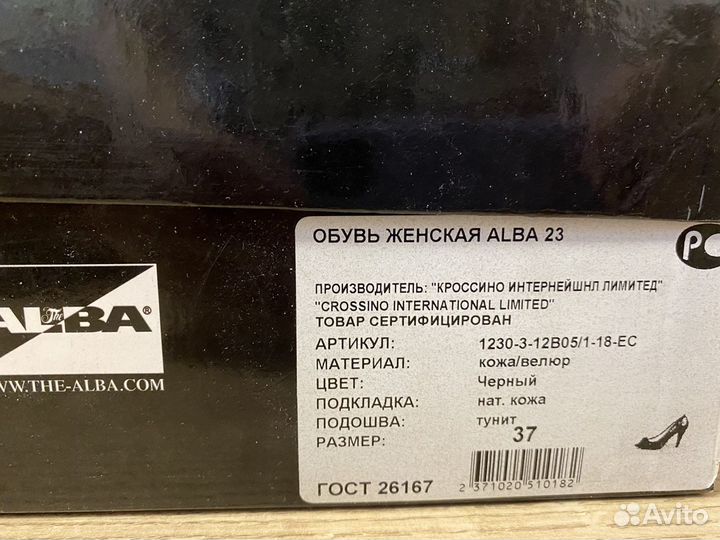 ОБУВЬ ЖЕНСКАЯ ALBA 23
ПРОИЗВОДИТЕЛЬ: "КРОССИНО ИНТЕРНЕЙШНЛ ЛИМИТЕД"
"CROSSINO INTERNATIONAL LIMITED"
ТОВАР СЕРТИФИЦИРОВАН
АРТИКУЛ: 1230-3-12B05/1-18-EC
МАТЕРИАЛ: кожа/велюр
ЦВЕТ: Черный
ПОДКЛАДКА: нат. кожа
ПОДОШВА: тунит
РАЗМЕР: 37
ГОСТ 26167
2 371020 510182
The ALBA®
WWW.THE-ALBA.COM
Avito